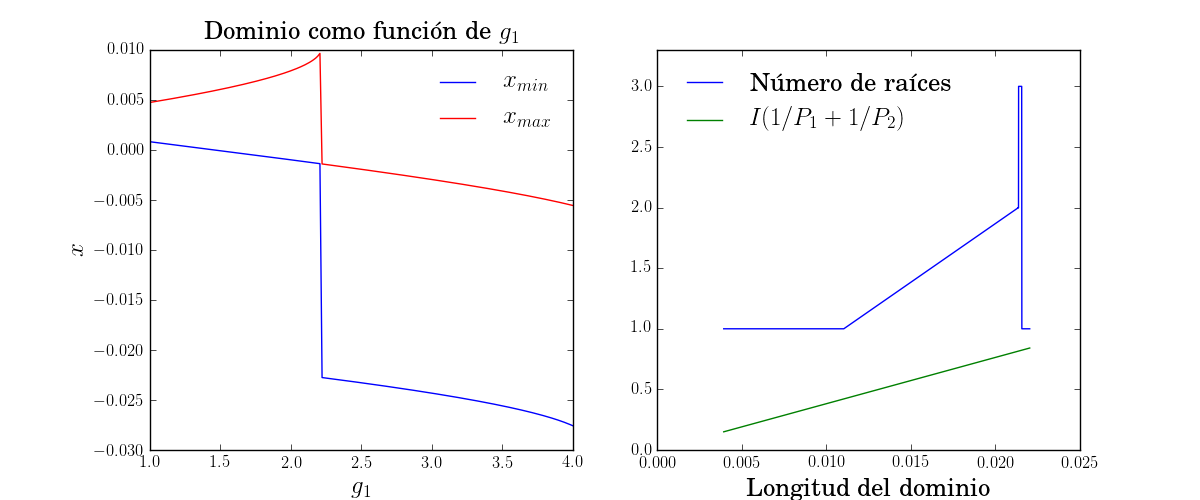 Dominio como función de g₁
0.010
0.005
0.000
−0.005
−0.010
−0.015
−0.020
−0.025
−0.030
x
x_min
x_max
1.0 1.5 2.0 2.5 3.0 3.5 4.0
g₁
Número de raíces
I(1/P₁ + 1/P₂)
3.0
2.5
2.0
1.5
1.0
0.5
0.0
0.000 0.005 0.010 0.015 0.020 0.025
Longitud del dominio